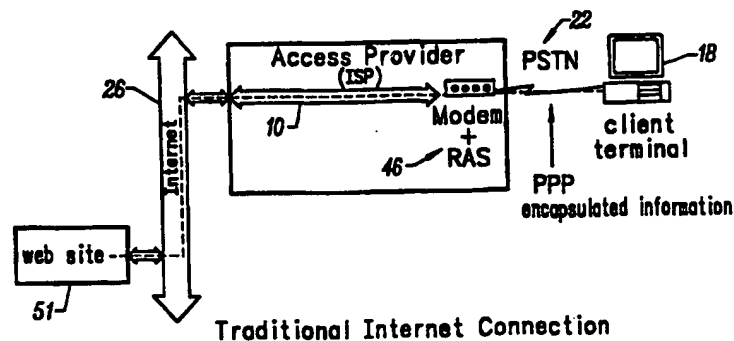 22
Access Provider
(ISP)
PSTN
18
26
10
Modem
+
RAS
46
client
terminal
Internet
PPP
encapsulated information
web site
51
Traditional Internet Connection